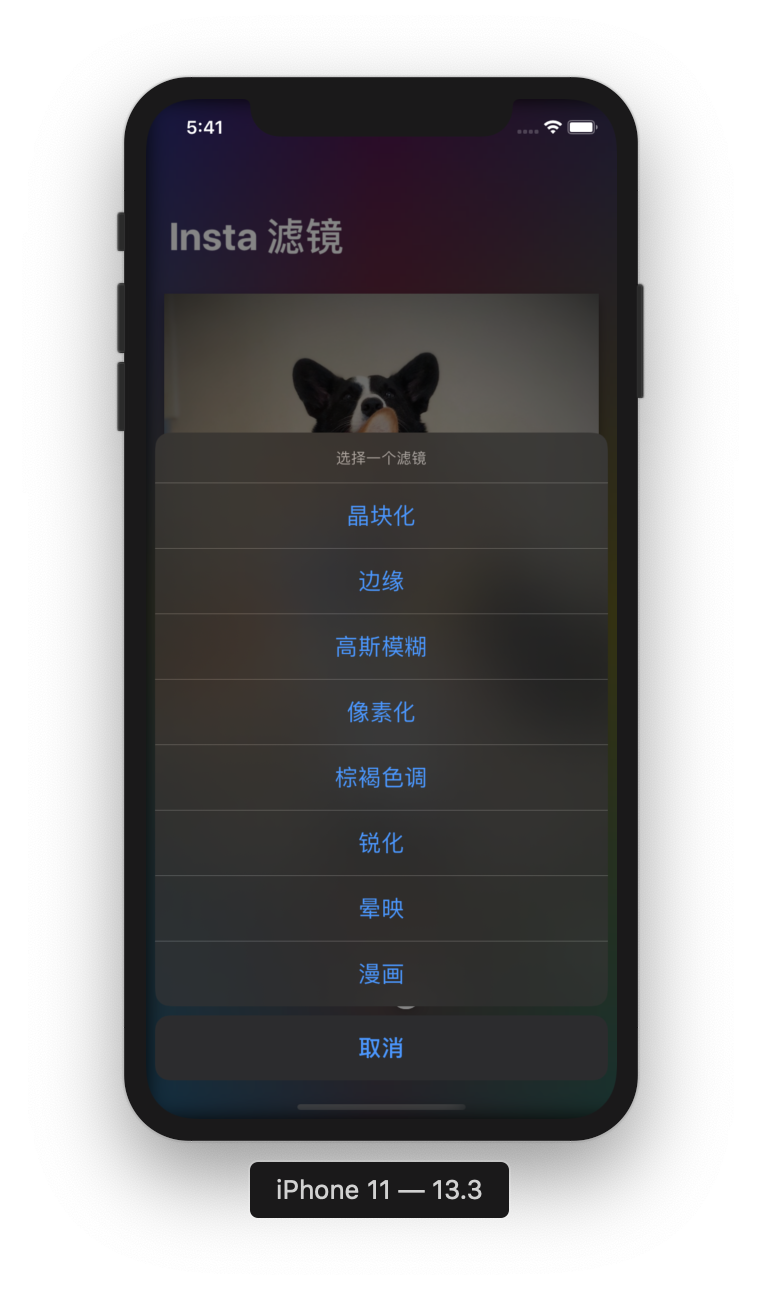 5:41
Insta 滤镜
选择一个滤镜
晶块化
边缘
高斯模糊
像素化
棕褐色调
锐化
晕映
漫画
取消
iPhone 11 — 13.3